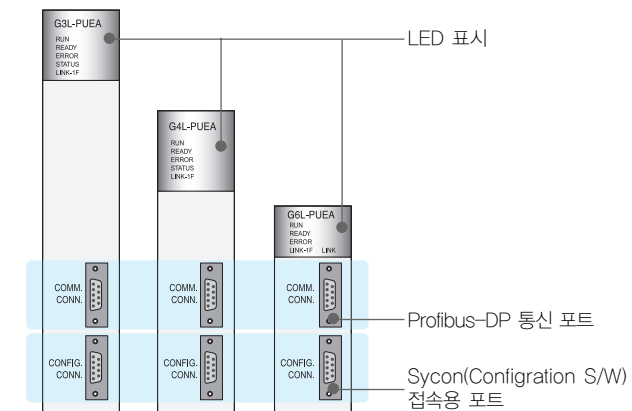 G3L-PUEA
RUN
READY
ERROR
STATUS
LINK-1F
LED 표시
G4L-PUEA
RUN
READY
ERROR
STATUS
LINK-1F
G6L-PUEA
RUN
READY
ERROR
LINK-1F LINK
COMM.
CONN.
COMM.
CONN.
COMM.
CONN.
Profibus-DP 통신 포트
CONFIG.
CONN.
CONFIG.
CONN.
CONFIG.
CONN.
Sycon(Configration S/W)
접속용 포트